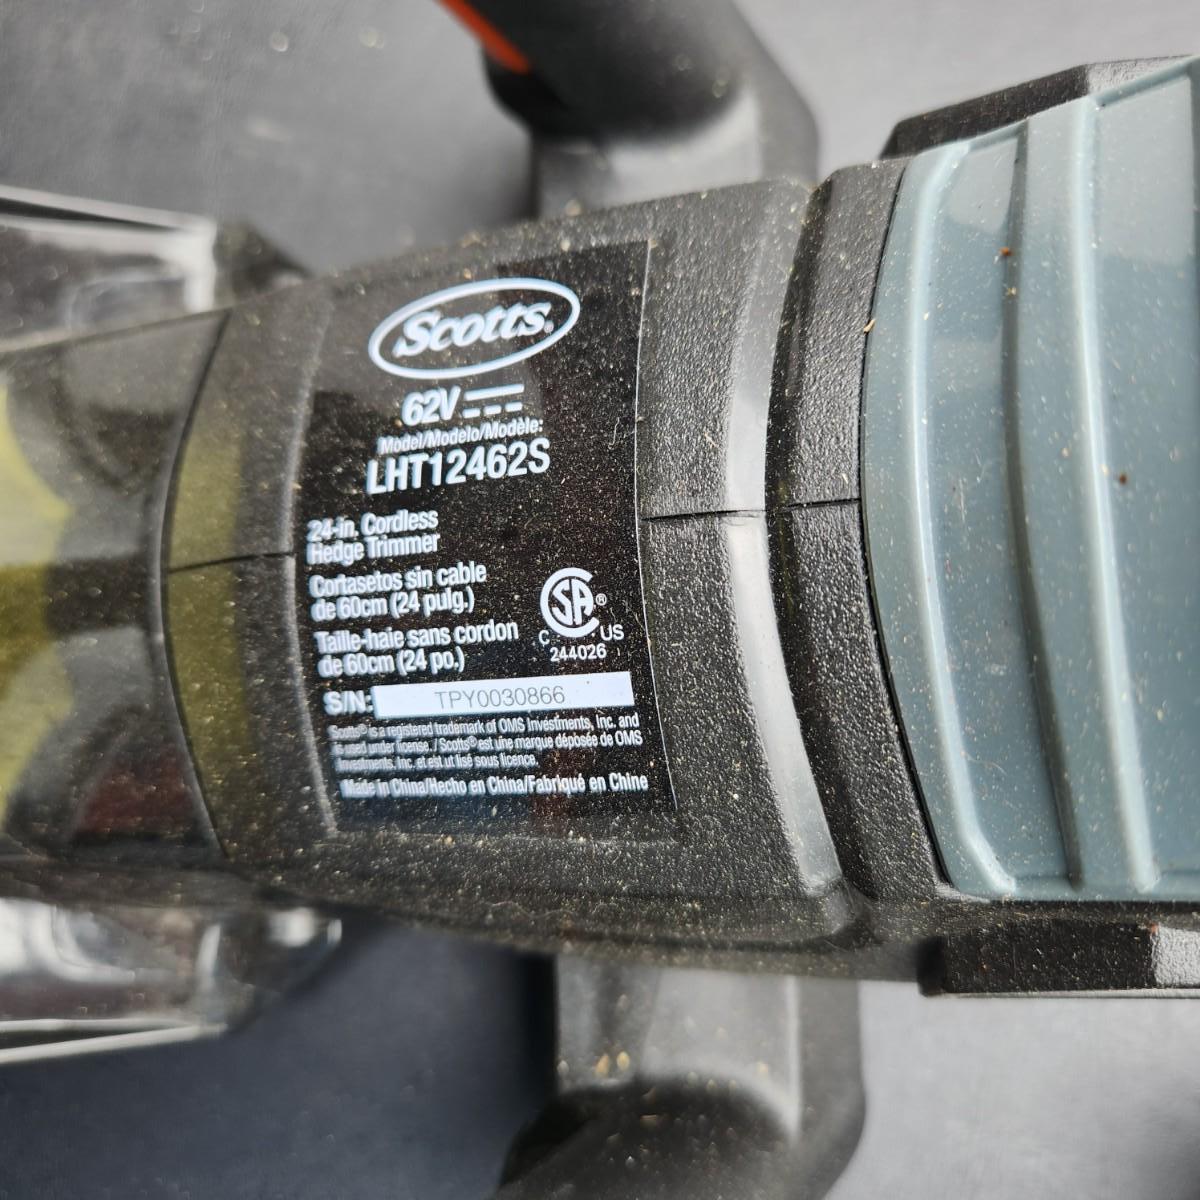 Scotts®
62V
Model/Modelo/Modèle:
LHT12462S
24-in. Cordless
Hedge Trimmer
Cortasetos sin cable
de 60cm (24 pulg.)
Taille-haie sans cordon
de 60cm (24 po.)
CSA®
C US
244026
S/N: TPY0030866
Scotts® is a registered trademark of OMS Investments, Inc. and
is used under license. / Scotts® est une marque déposée de OMS
Investments, Inc. et est utilisé sous licence.
Made in China/Hecho en China/Fabriqué en Chine